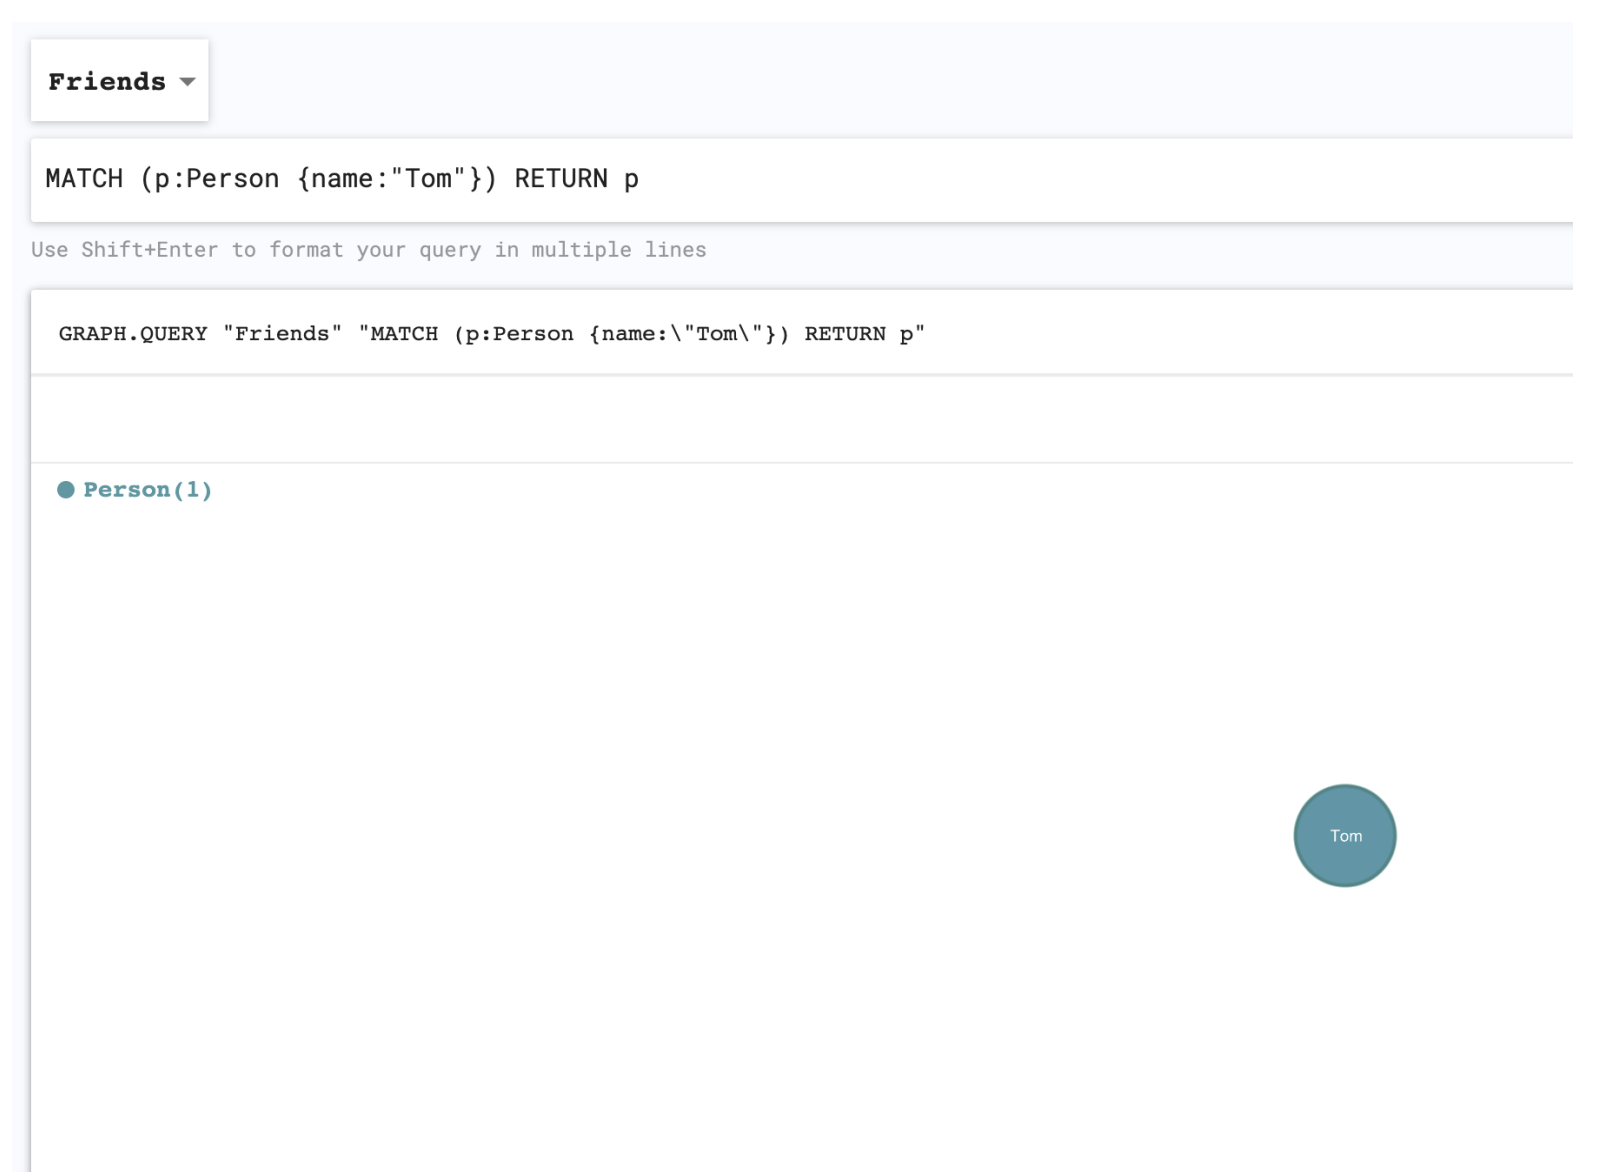 Friends
MATCH (p:Person {name:"Tom"}) RETURN p
Use Shift+Enter to format your query in multiple lines
GRAPH.QUERY "Friends" "MATCH (p:Person {name:\"Tom\"}) RETURN p"
Person(1)
Tom